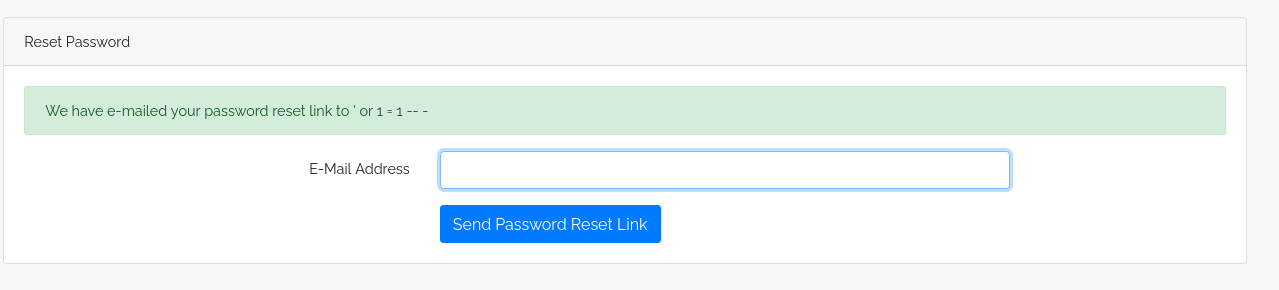 Reset Password
We have e-mailed your password reset link to ' or 1 = 1 -- -
E-Mail Address
Send Password Reset Link